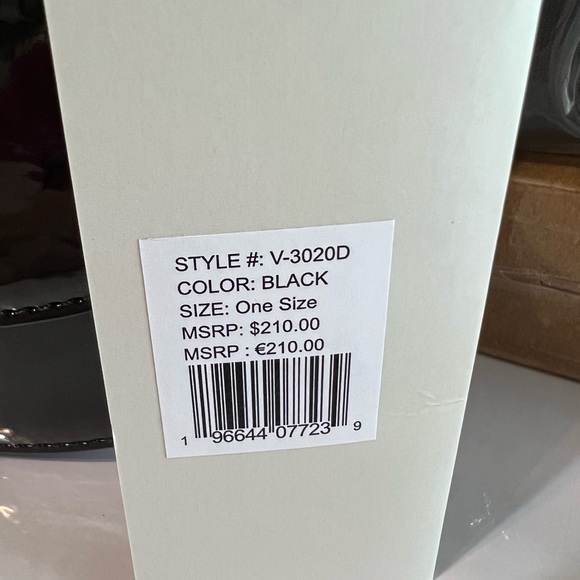 STYLE #: V-3020D
COLOR: BLACK
SIZE: One Size
MSRP: $210.00
MSRP : €210.00
1 96644 07723 9